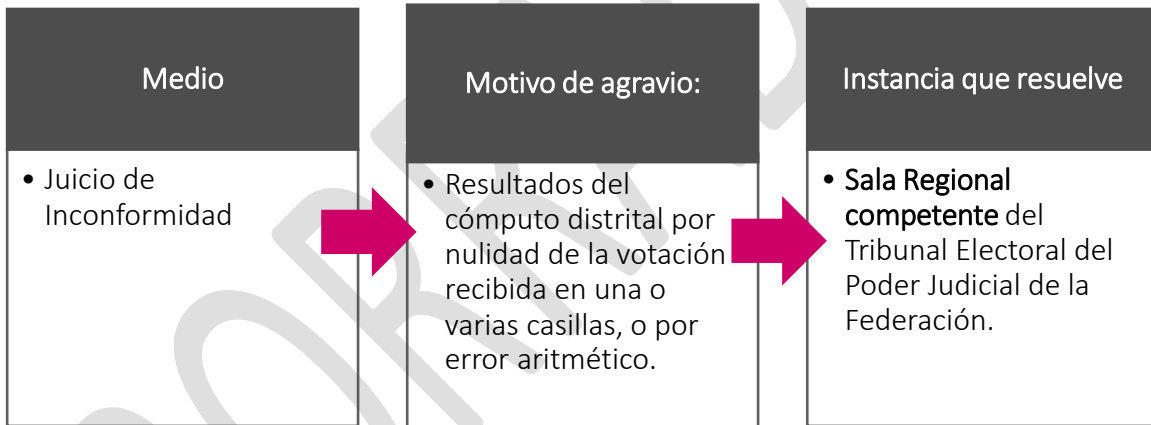 Medio
• Juicio de
Inconformidad
Motivo de agravio:
• Resultados del
cómputo distrital por
nulidad de la votación
recibida en una o
varias casillas, o por
error aritmético.
Instancia que resuelve
• Sala Regional
competente del
Tribunal Electoral del
Poder Judicial de la
Federación.